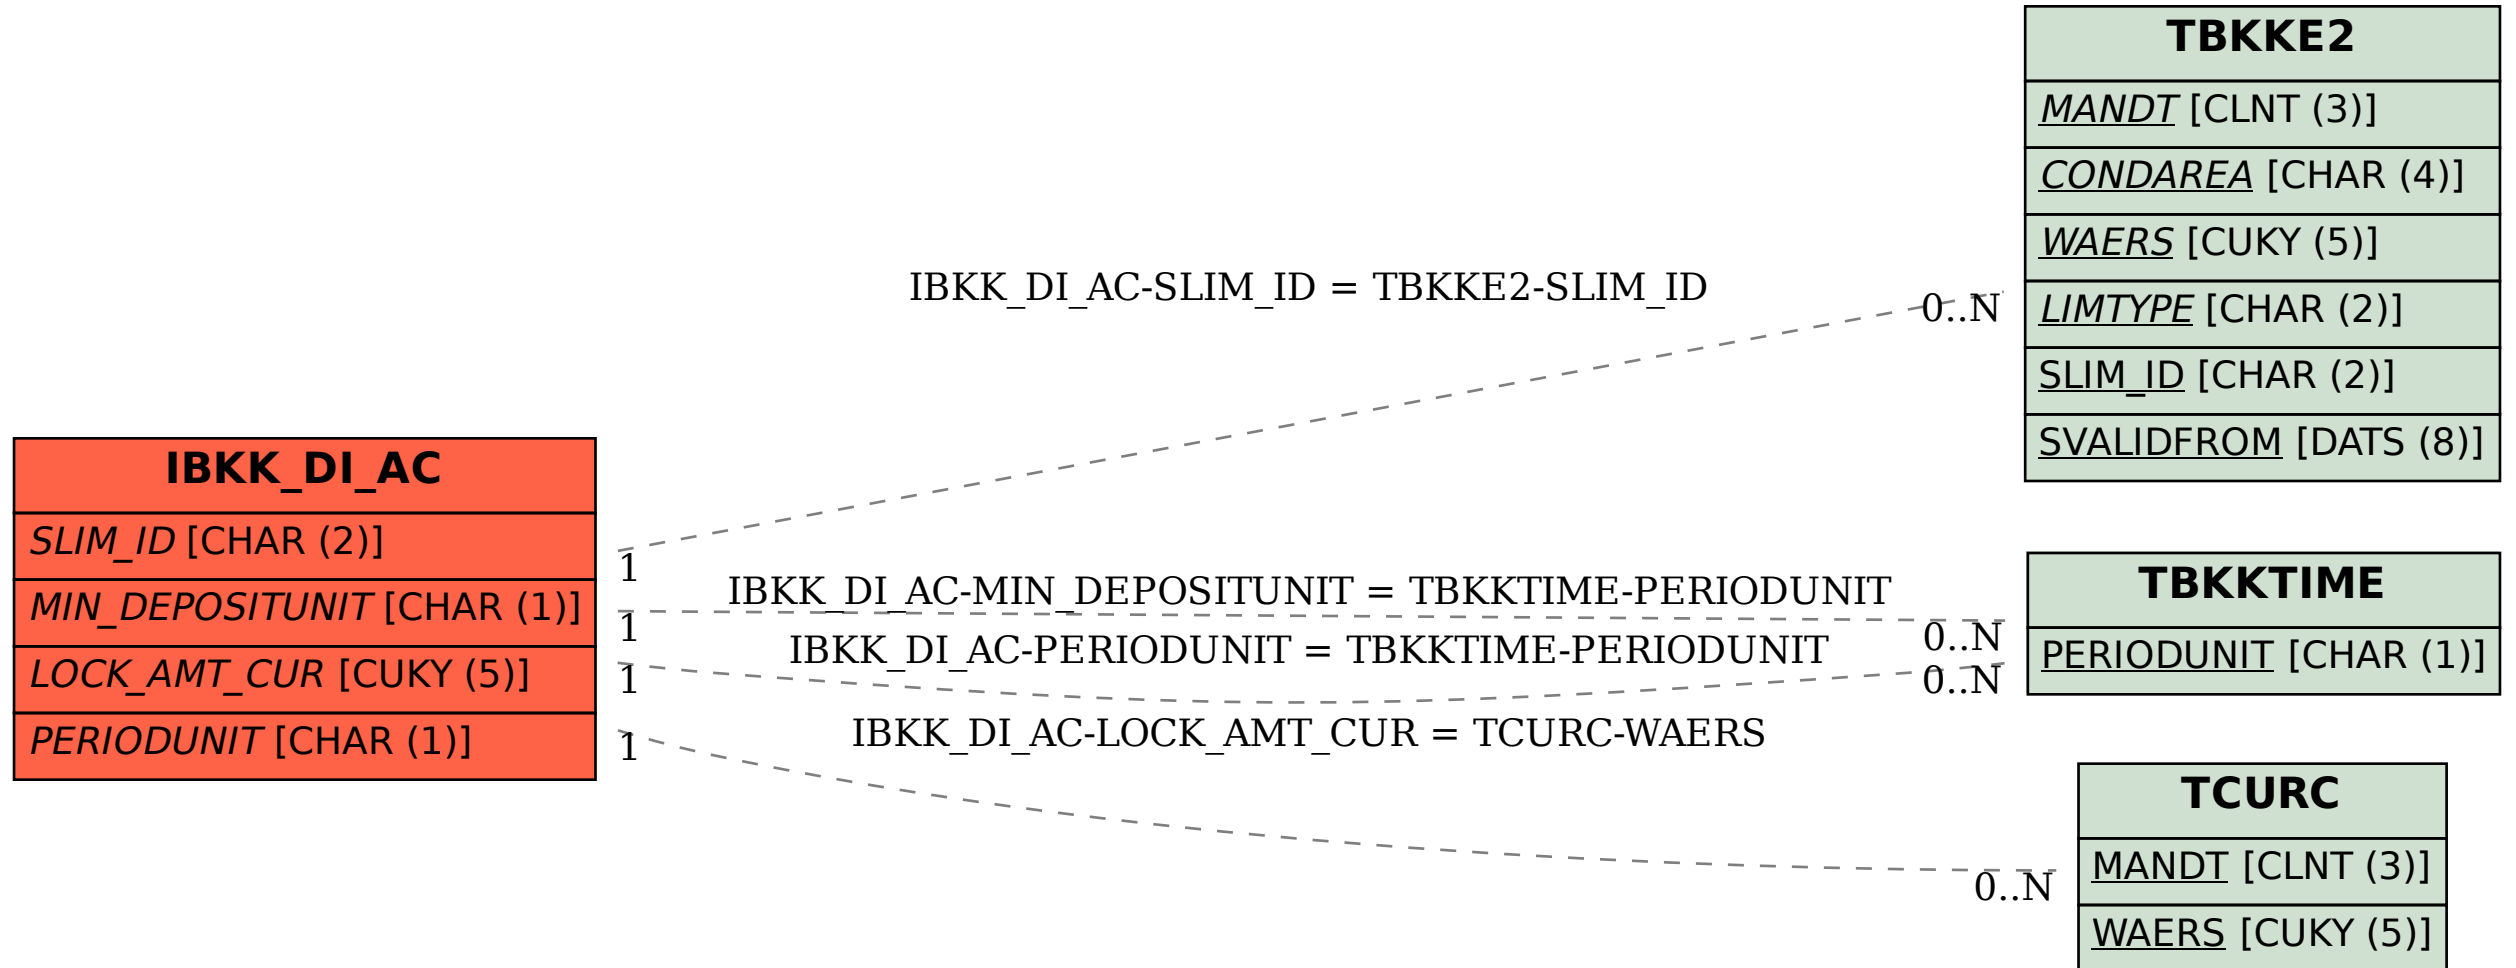 TBKKE2
MANDT [CLNT (3)]
CONDAREA [CHAR (4)]
WAERS [CUKY (5)]
LIMTYPE [CHAR (2)]
SLIM_ID [CHAR (2)]
SVALIDFROM [DATS (8)]
IBKK_DI_AC-SLIM_ID = TBKKE2-SLIM_ID
0..N
1
IBKK_DI_AC
SLIM_ID [CHAR (2)]
MIN_DEPOSITUNIT [CHAR (1)]
LOCK_AMT_CUR [CUKY (5)]
PERIODUNIT [CHAR (1)]
IBKK_DI_AC-MIN_DEPOSITUNIT = TBKKTIME-PERIODUNIT
1
0..N
IBKK_DI_AC-PERIODUNIT = TBKKTIME-PERIODUNIT
1
0..N
TBKKTIME
PERIODUNIT [CHAR (1)]
IBKK_DI_AC-LOCK_AMT_CUR = TCURC-WAERS
1
0..N
TCURC
MANDT [CLNT (3)]
WAERS [CUKY (5)]